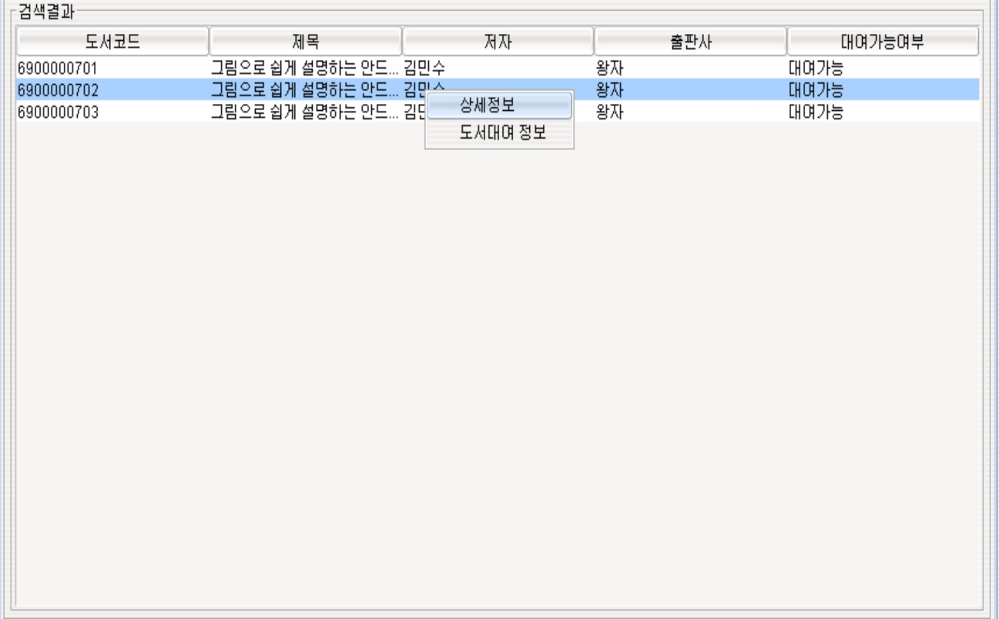 검색결과
도서코드 제목 저자 출판사 대여가능여부
6900000701 그림으로 쉽게 설명하는 안드... 김민수 왕자 대여가능
6900000702 그림으로 쉽게 설명하는 안드... 김민수 왕자 대여가능
6900000703 그림으로 쉽게 설명하는 안드... 왕자 대여가능
상세정보
도서대여 정보